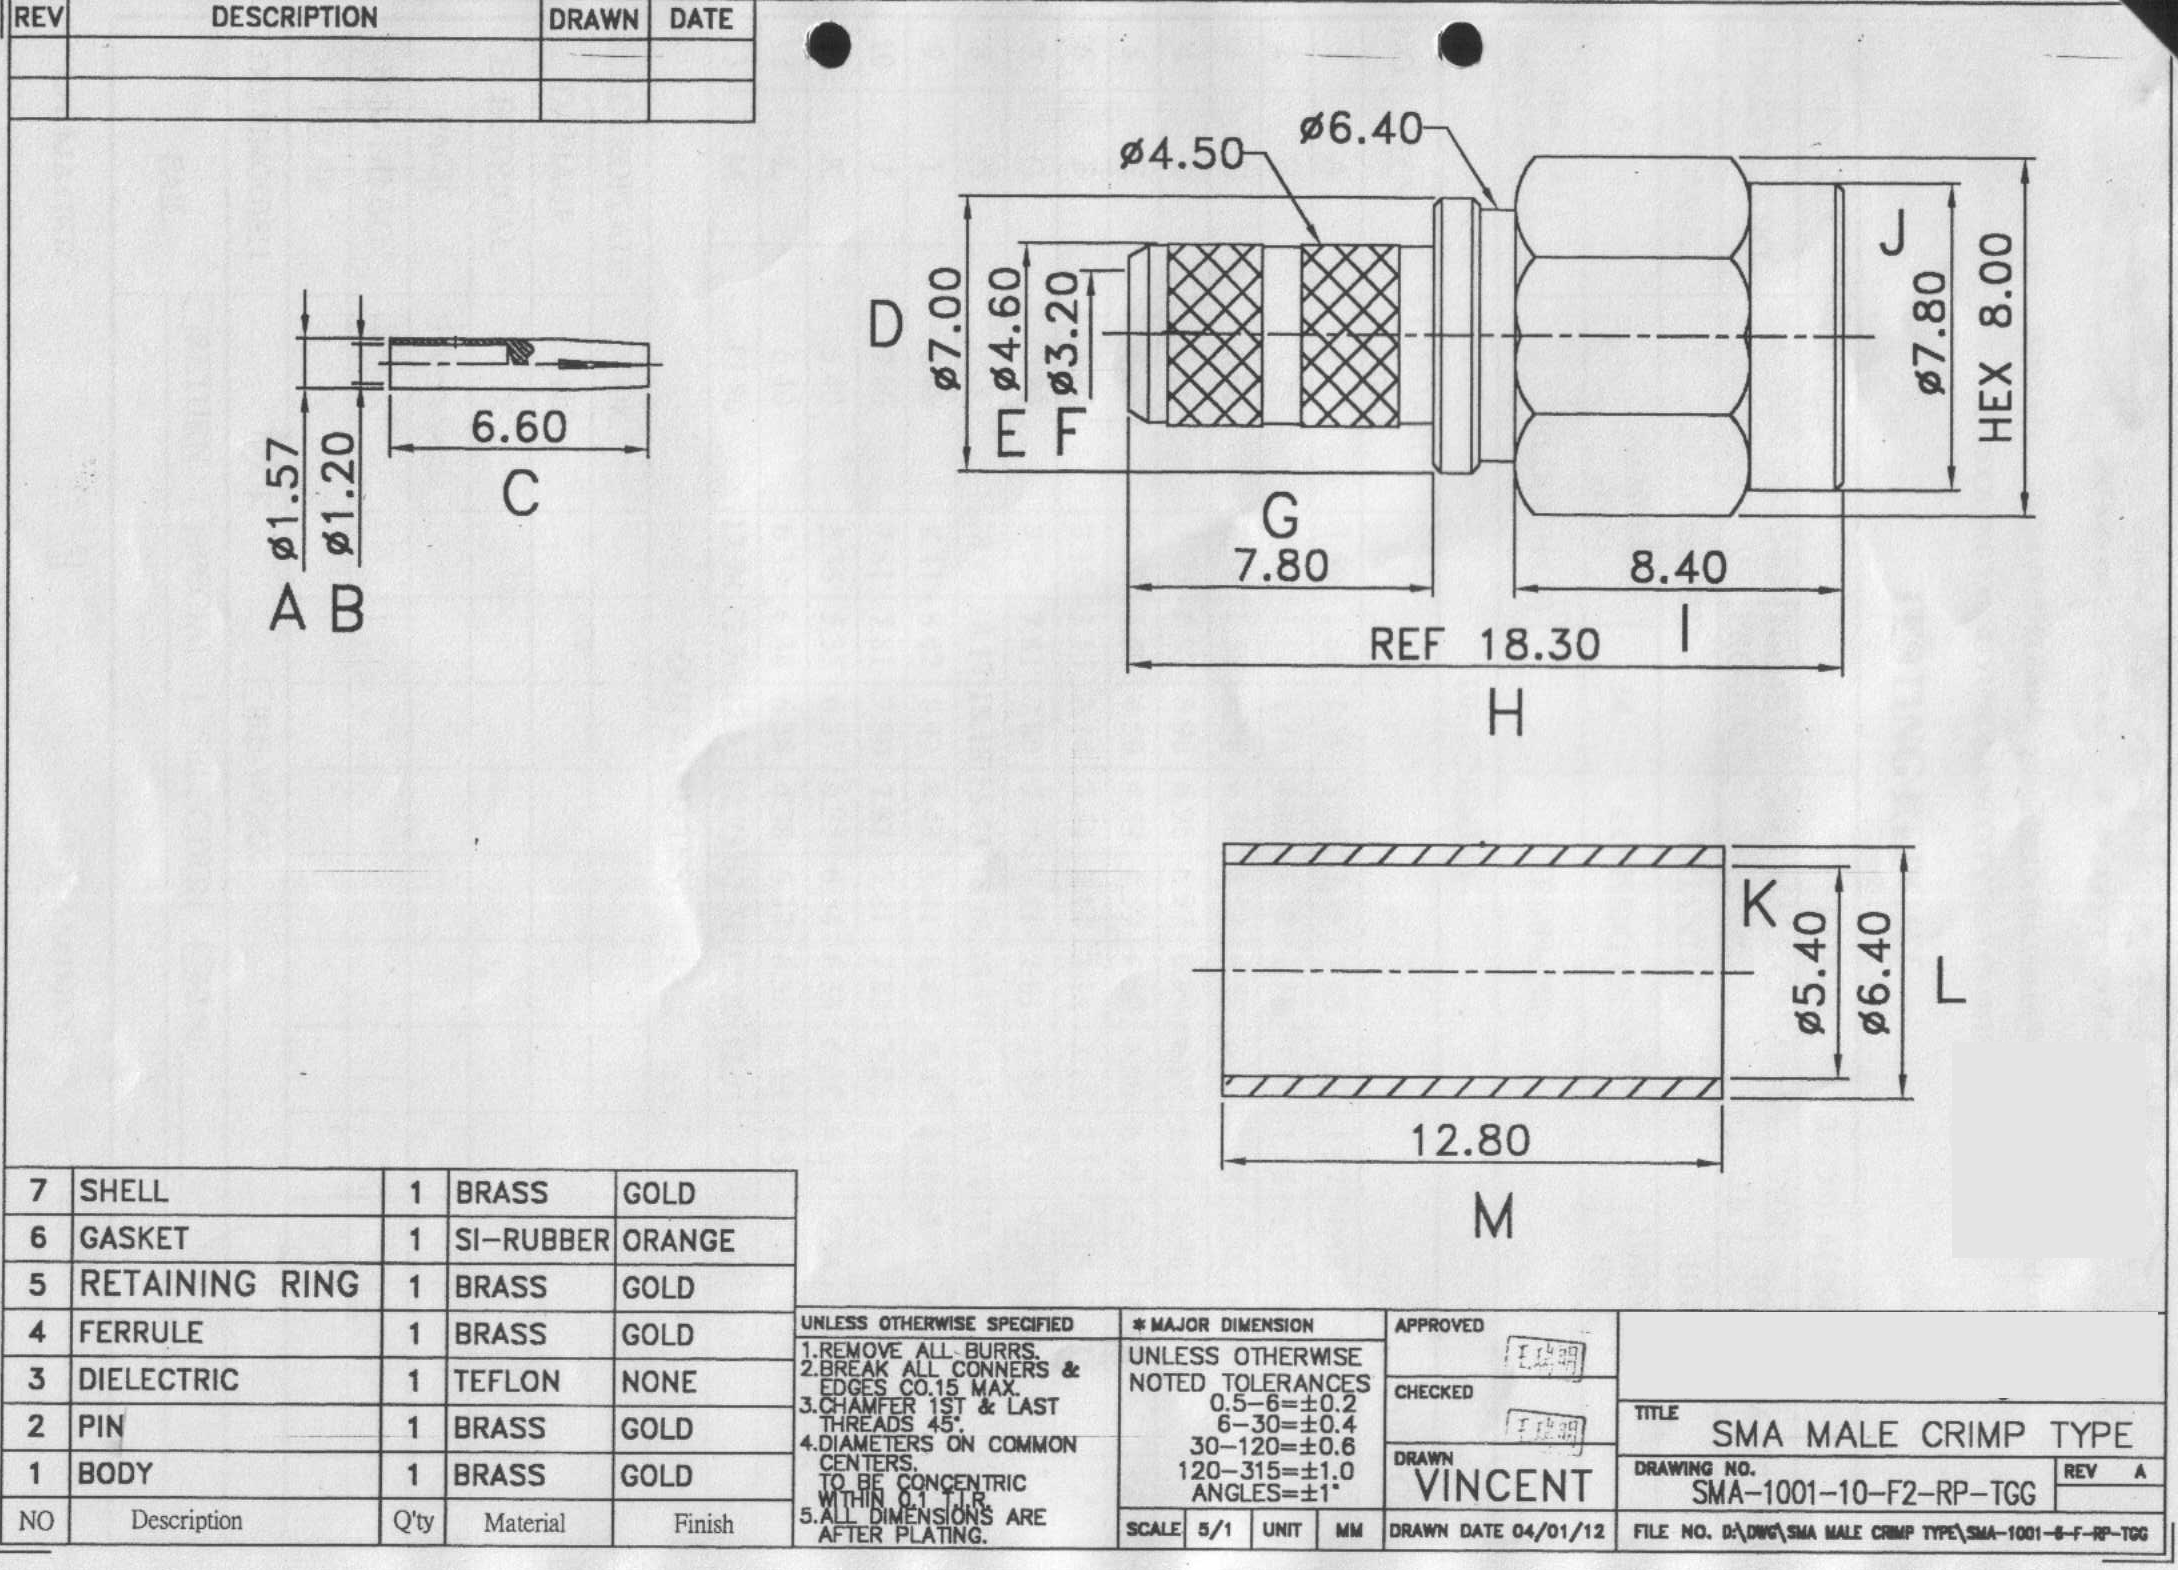 REV DESCRIPTION DRAWN DATE
ø4.50
ø6.40
ø1.57
ø1.20
6.60
A B
C
D
ø7.00
ø4.60
ø3.20
E F
G
7.80
J
ø7.80
HEX 8.00
8.40
I
REF 18.30
H
K
ø5.40
ø6.40
L
12.80
M
7 SHELL 1 BRASS GOLD
6 GASKET 1 SI-RUBBER ORANGE
5 RETAINING RING 1 BRASS GOLD
4 FERRULE 1 BRASS GOLD
3 DIELECTRIC 1 TEFLON NONE
2 PIN 1 BRASS GOLD
1 BODY 1 BRASS GOLD
NO Description Q'ty Material Finish
UNLESS OTHERWISE SPECIFIED
1.REMOVE ALL BURRS.
2.BREAK ALL CONNERS &
EDGES CO.15 MAX.
3.CHAMFER 1ST & LAST
THREADS 45°.
4.DIAMETERS ON COMMON
CENTERS.
TO BE CONCENTRIC
WITHIN 0.1 T.I.R.
5.ALL DIMENSIONS ARE
AFTER PLATING.
* MAJOR DIMENSION
UNLESS OTHERWISE
NOTED TOLERANCES
0.5-6=±0.2
6-30=±0.4
30-120=±0.6
120-315=±1.0
ANGLES=±1°
SCALE 5/1 UNIT MM
APPROVED
CHECKED
DRAWN
VINCENT
DRAWN DATE 04/01/12
TITLE
SMA MALE CRIMP TYPE
DRAWING NO.
SMA-1001-10-F2-RP-TGG
REV A
FILE NO. D:\DWG\SMA MALE CRIMP TYPE\SMA-1001-6-F-RP-TGG